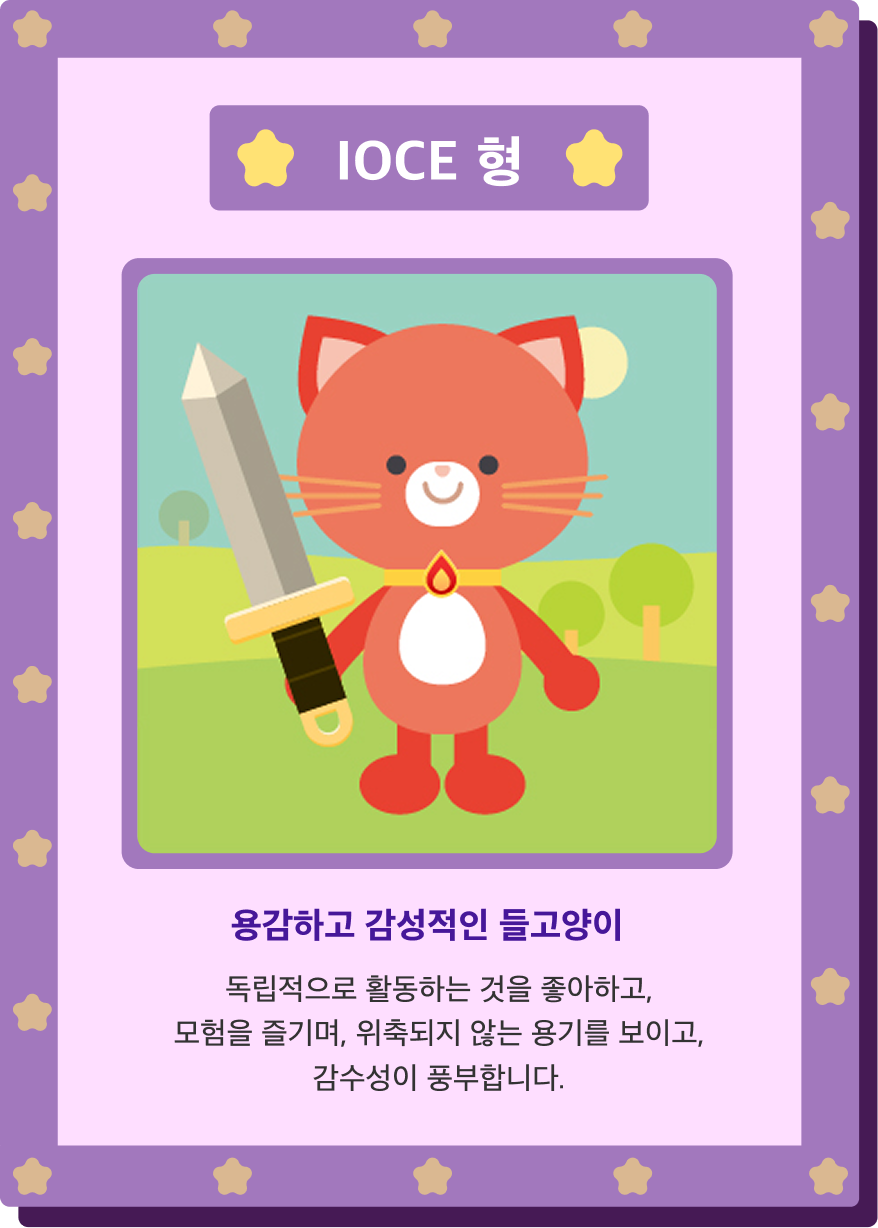 IOCE 형
용감하고 감성적인 들고양이
독립적으로 활동하는 것을 좋아하고,
모험을 즐기며, 위축되지 않는 용기를 보이고,
감수성이 풍부합니다.